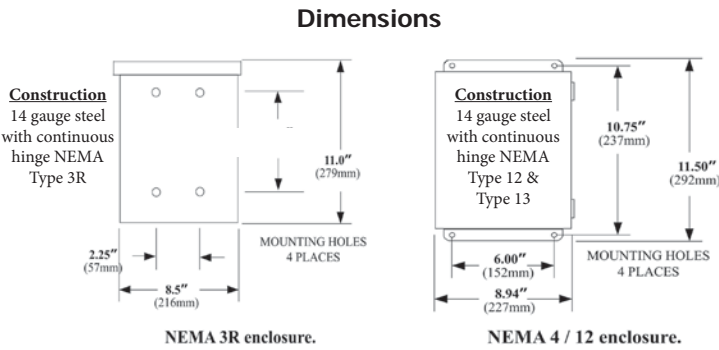 Dimensions
Construction
14 gauge steel
with continuous
hinge NEMA
Type 3R
11.0"
(279mm)
2.25"
(57mm)
8.5"
(216mm)
MOUNTING HOLES
4 PLACES
NEMA 3R enclosure.
Construction
14 gauge steel
with continuous
hinge NEMA
Type 12 &
Type 13
10.75"
(237mm)
11.50"
(292mm)
6.00"
(152mm)
8.94"
(227mm)
MOUNTING HOLES
4 PLACES
NEMA 4 / 12 enclosure.